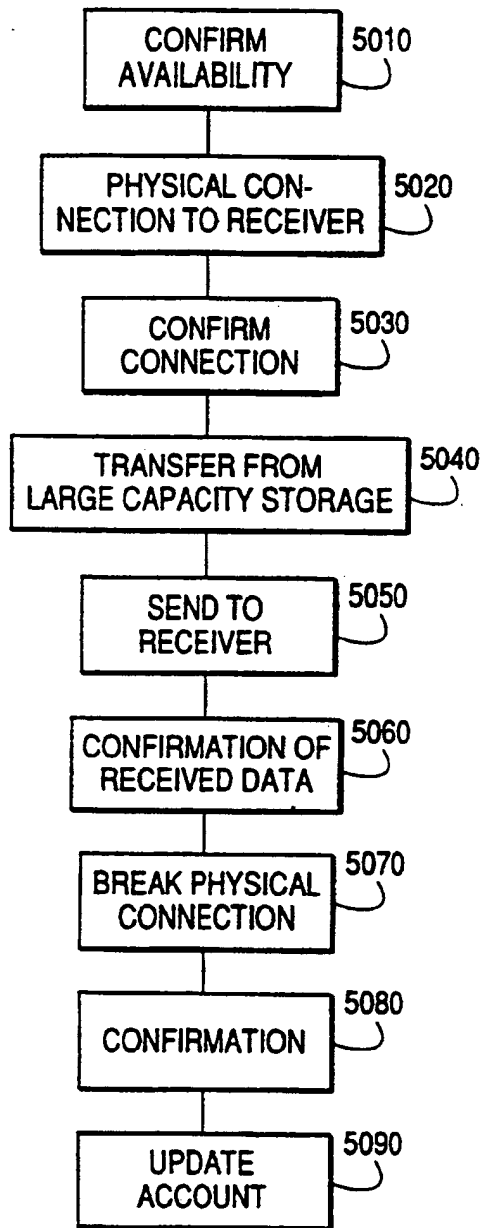 CONFIRM
AVAILABILITY
5010
PHYSICAL CON-
NECTION TO RECEIVER
5020
CONFIRM
CONNECTION
5030
TRANSFER FROM
LARGE CAPACITY STORAGE
5040
SEND TO
RECEIVER
5050
CONFIRMATION OF
RECEIVED DATA
5060
BREAK PHYSICAL
CONNECTION
5070
CONFIRMATION
5080
UPDATE
ACCOUNT
5090